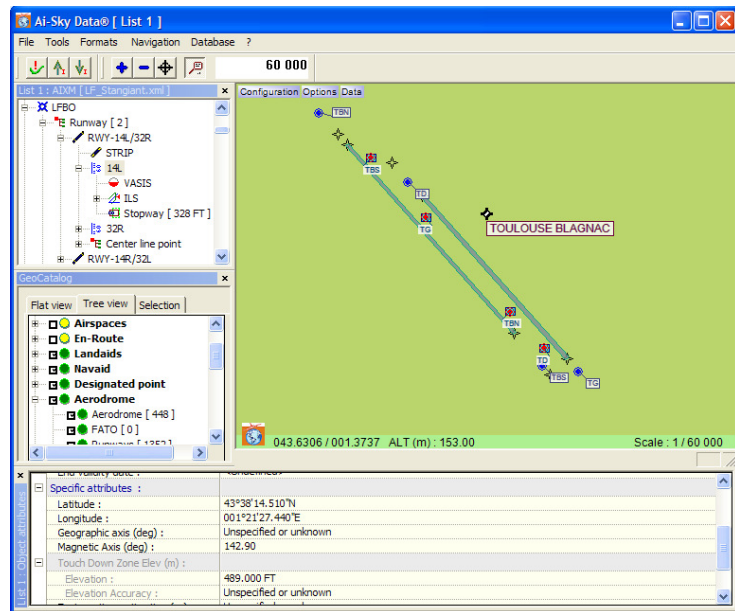 Ai-Sky Data® [ List 1 ]
File Tools Formats Navigation Database ?
60 000
List 1 : AIXM [ LF_Stangiant.xml ]
LFBO
Runway [ 2 ]
RWY-14L/32R
STRIP
14L
VASIS
ILS
Stopway [ 328 FT ]
32R
Center line point
RWY-14R/32L
GeoCatalog
Flat view Tree view Selection
Airspaces
En-Route
Landaids
Navaid
Designated point
Aerodrome
Aerodrome [ 448 ]
FATO [ 0 ]
Runways [ 1352 ]
Configuration Options Data
TBN
TBS
TD
TG
TOULOUSE BLAGNAC
TBN
TD
TBS
TG
043.6306 / 001.3737 ALT (m) : 153.00
Scale : 1 / 60 000
List 1 : Object attributes
End validity date : <Undefined>
Specific attributes :
Latitude : 43°38'14.510"N
Longitude : 001°21'27.440"E
Geographic axis (deg) : Unspecified or unknown
Magnetic Axis (deg) : 142.90
Touch Down Zone Elev (m) :
Elevation : 489.000 FT
Elevation Accuracy : Unspecified or unknown